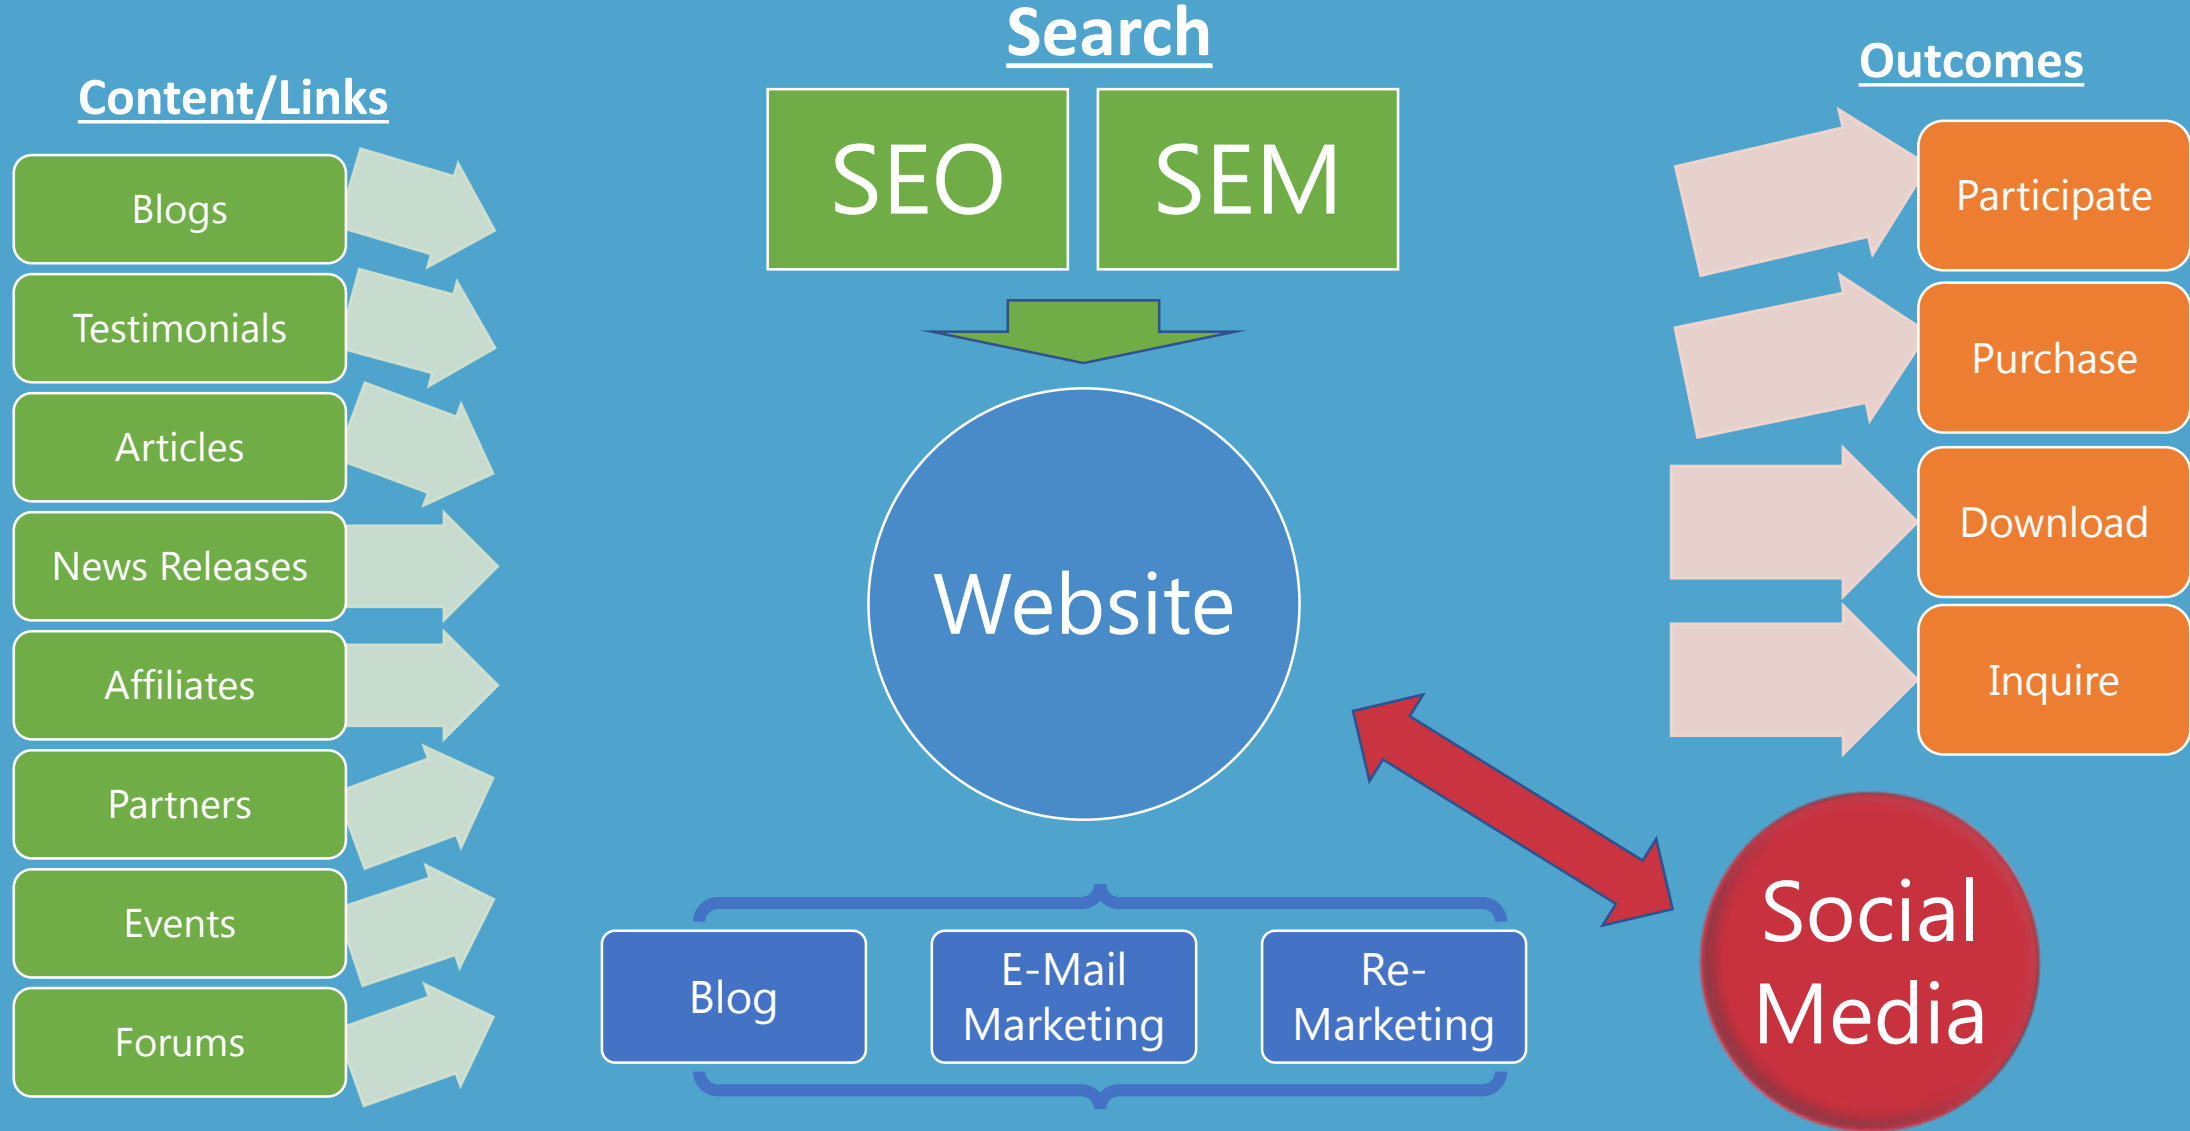 Search
Content/Links
Outcomes
Blogs
Testimonials
Articles
News Releases
Affiliates
Partners
Events
Forums
SEO
SEM
Website
Blog
E-Mail
Marketing
Re-
Marketing
Participate
Purchase
Download
Inquire
Social
Media